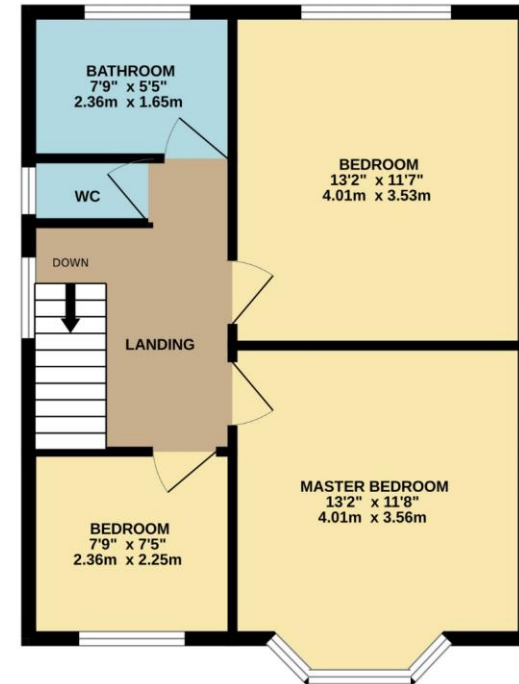 BATHROOM
7'9" x 5'5"
2.36m x 1.65m
BEDROOM
13'2" x 11'7"
4.01m x 3.53m
WC
DOWN
LANDING
MASTER BEDROOM
13'2" x 11'8"
4.01m x 3.56m
BEDROOM
7'9" x 7'5"
2.36m x 2.25m